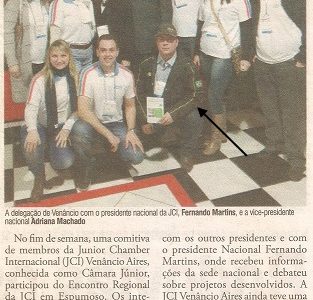 A delegação de Venâncio com o presidente nacional da JCI, Fernando Martins, e a vice-presidente
nacional Adriana Machado
No fim de semana, uma comitiva
de membros da Junior Chamber
Internacional (JCI) Venâncio Aires,
conhecida como Câmara Júnior,
participou do Encontro Regional
da JCI em Espumoso. Os inte-
com os outros presidentes e com
o presidente Nacional Fernando
Martins, onde recebeu informa-
ções da sede nacional e debateu
sobre projetos desenvolvidos. A
JCI Venâncio Aires ainda teve uma